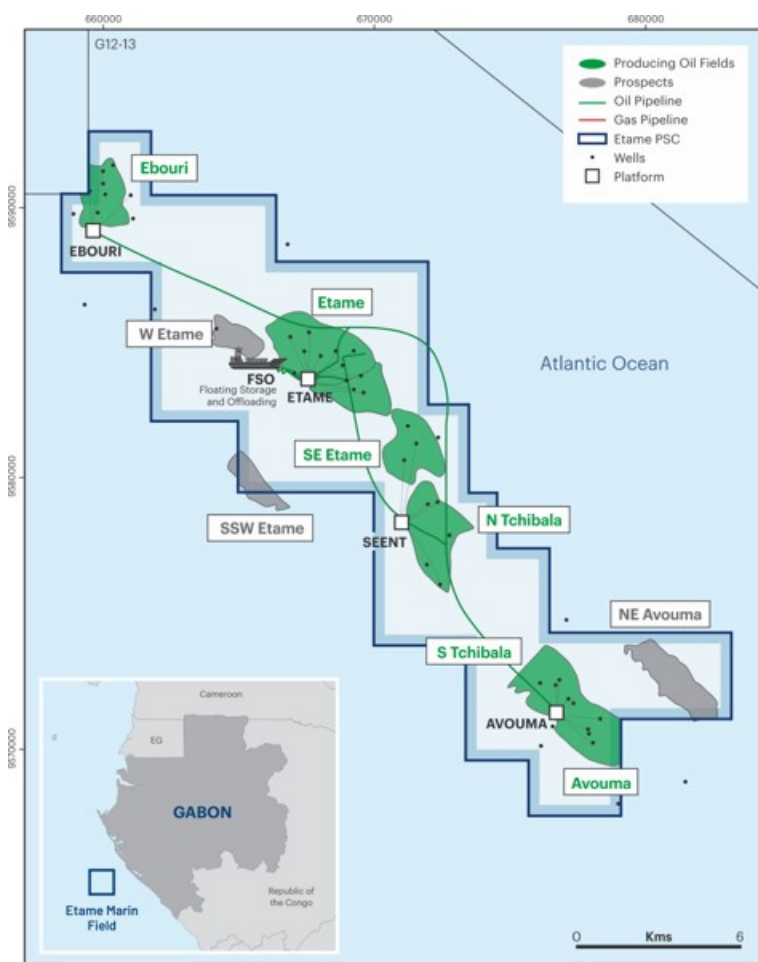 660000
670000
680000
G12-13
Producing Oil Fields
Prospects
Oil Pipeline
Gas Pipeline
Etame PSC
Wells
Platform
Ebouri
9590000
EBOURI
Etame
W Etame
FSO
Floating Storage
and Offloading
ETAME
Atlantic Ocean
SE Etame
9580000
SSW Etame
SEENT
N Tchibala
NE Avouma
S Tchibala
AVOUMA
9570000
Avouma
Cameroon
EG
GABON
Republic of
the Congo
Etame Marin
Field
0
Kms
6